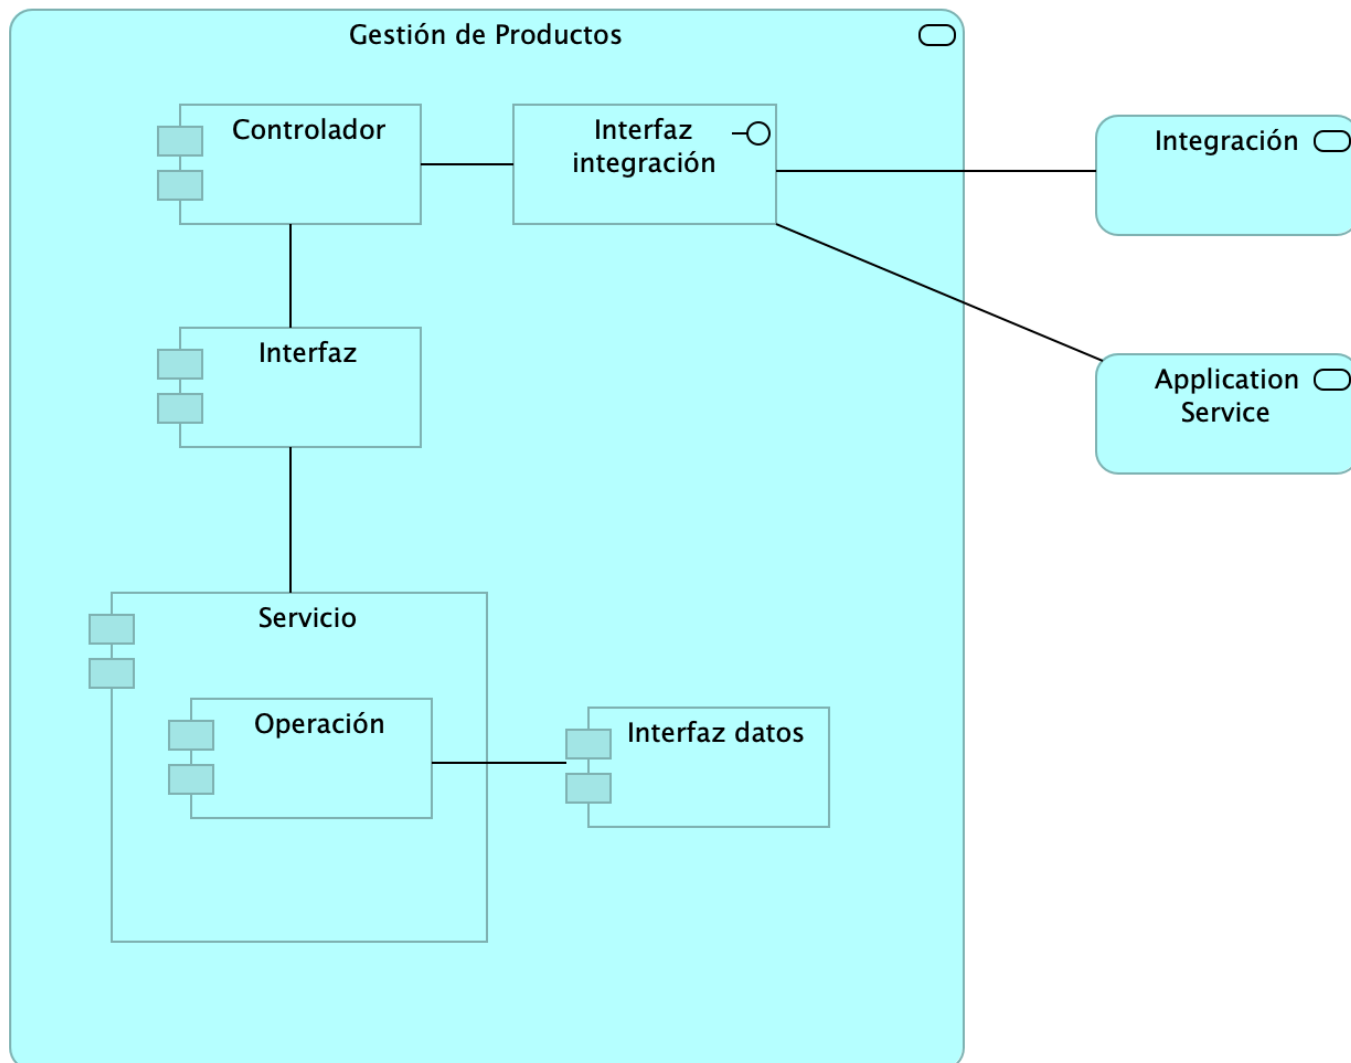 Gestión de Productos
Controlador
Interfaz
integración
Integración
Interfaz
Application
Service
Servicio
Operación
Interfaz datos